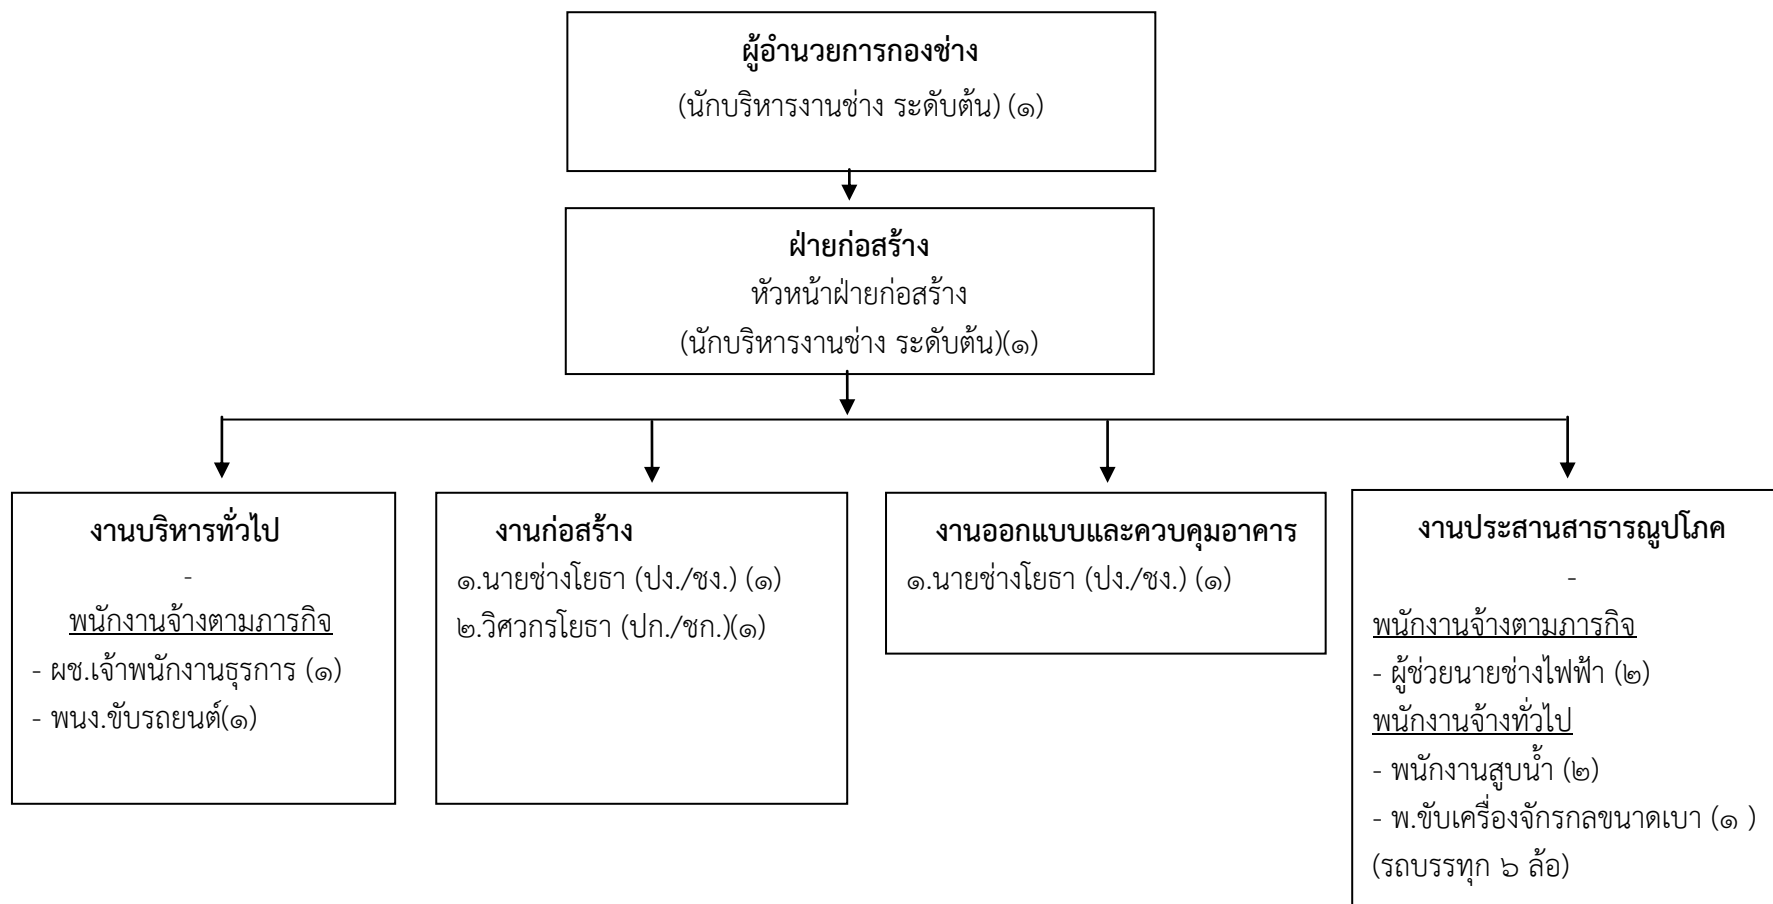 ผู้อำนวยการกองช่าง
(นักบริหารงานช่าง ระดับต้น) (๑)
ฝ่ายก่อสร้าง
หัวหน้าฝ่ายก่อสร้าง
(นักบริหารงานช่าง ระดับต้น)(๑)
งานบริหารทั่วไป
-
พนักงานจ้างตามภารกิจ
- ผช.เจ้าพนักงานธุรการ (๑)
- พนง.ขับรถยนต์(๑)
งานก่อสร้าง
๑.นายช่างโยธา (ปง./ชง.) (๑)
๒.วิศวกรโยธา (ปก./ชก.)(๑)
งานออกแบบและควบคุมอาคาร
๑.นายช่างโยธา (ปง./ชง.) (๑)
งานประสานสาธารณูปโภค
-
พนักงานจ้างตามภารกิจ
- ผู้ช่วยนายช่างไฟฟ้า (๒)
พนักงานจ้างทั่วไป
- พนักงานสูบน้ำ (๒)
- พ.ขับเครื่องจักรกลขนาดเบา (๑ )
(รถบรรทุก ๖ ล้อ)